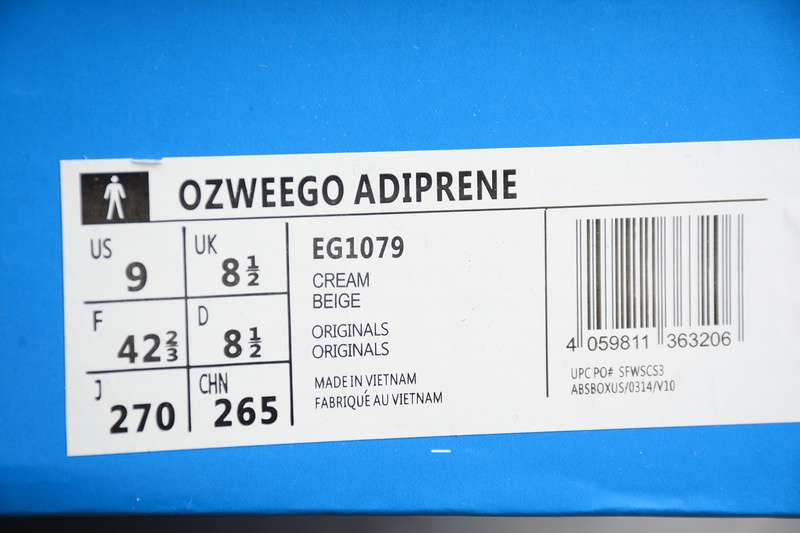 OZWEEGO ADIPRENE
US 9
UK 8 1/2
F 42 2/3
D 8 1/2
J 270
CHN 265
EG1079
CREAM
BEIGE
ORIGINALS
ORIGINALS
MADE IN VIETNAM
FABRIQUÉ AU VIETNAM
4 059811 363206
UPC PO# SFWSCS3
ABSBOXUS/0314/V10